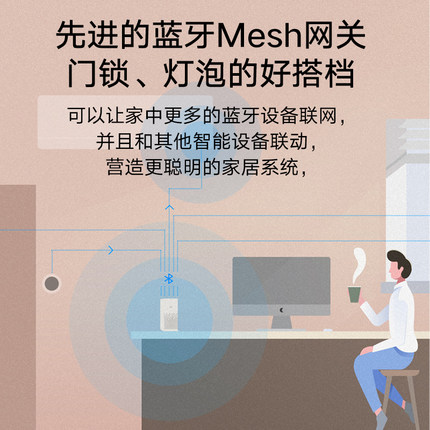 先进的蓝牙Mesh网关
门锁、灯泡的好搭档
可以让家中更多的蓝牙设备联网，
并且和其他智能设备联动，
营造更聪明的家居系统，